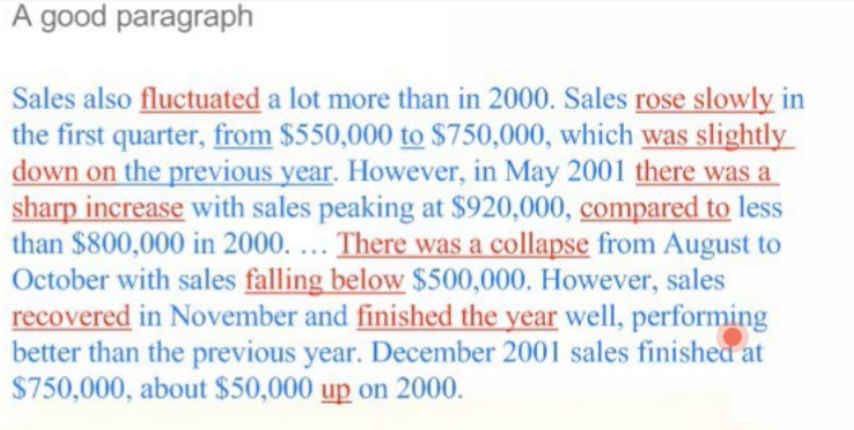 A good paragraph
Sales also fluctuated a lot more than in 2000. Sales rose slowly in
the first quarter, from $550,000 to $750,000, which was slightly
down on the previous year. However, in May 2001 there was a
sharp increase with sales peaking at $920,000, compared to less
than $800,000 in 2000. … There was a collapse from August to
October with sales falling below $500,000. However, sales
recovered in November and finished the year well, performing
better than the previous year. December 2001 sales finished at
$750,000, about $50,000 up on 2000.